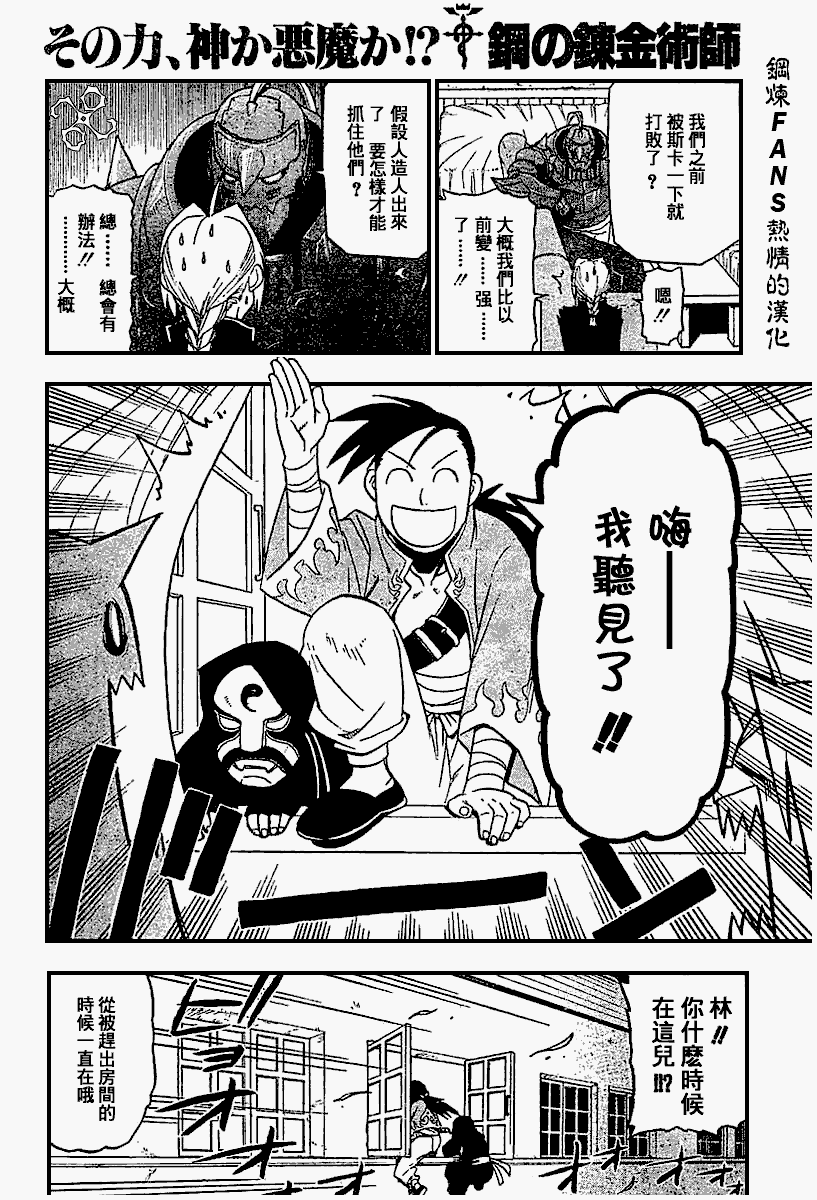 その力、神か悪魔か!?
鋼の錬金術師
鋼煉FANS熱情的漢化
我們之前
被斯卡一下就
打敗了？
嗯!!
大概我們比以
前變……强……
了……!!
假設人造人出來
了 要怎樣才能
抓住他們？
總…… 總會有
辦法!!
………大概
嗨——
我聽見了!!
林!!
你什麽時候
在這兒!!?
從被趕出房間的
時候一直在哦